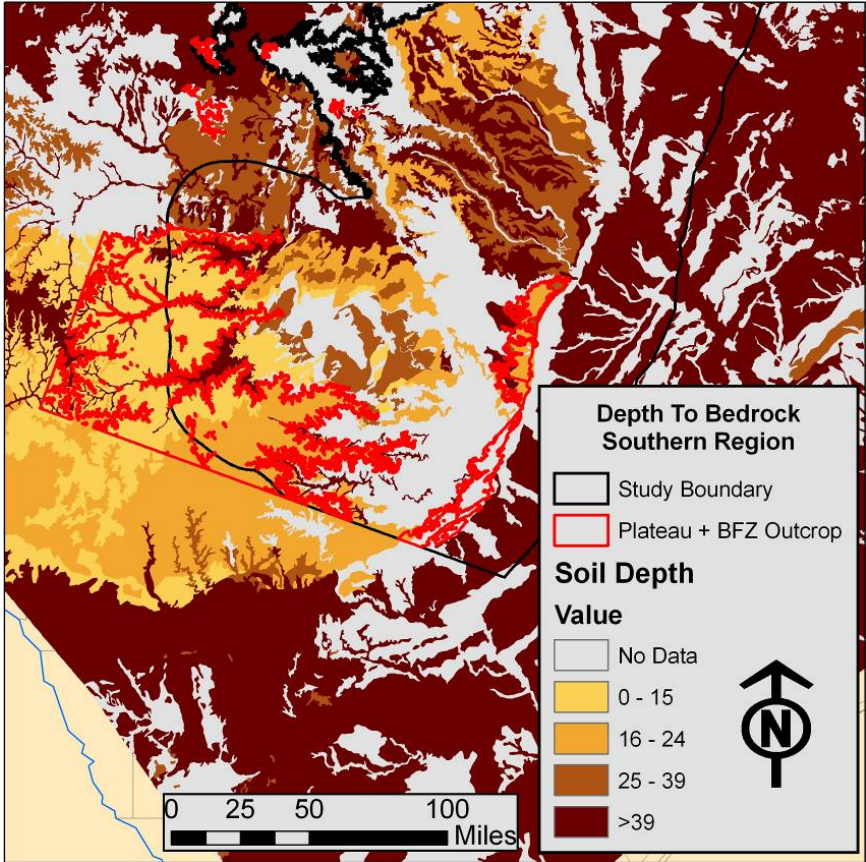 Depth To Bedrock
Southern Region
Study Boundary
Plateau + BFZ Outcrop
Soil Depth
Value
No Data
0 - 15
16 - 24
25 - 39
>39
N
0 25 50 100
Miles